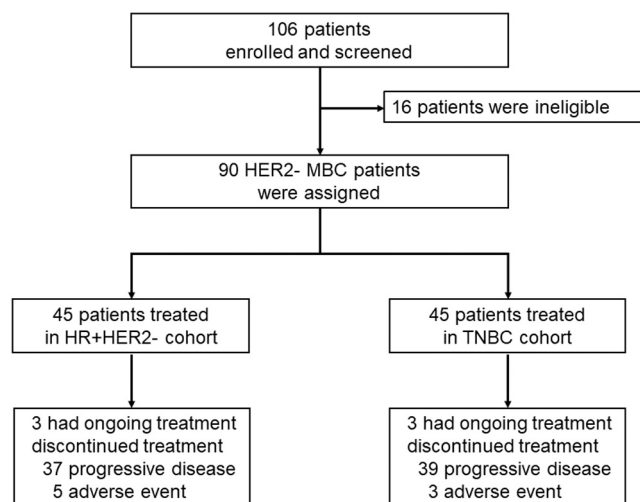 106 patients
enrolled and screened
16 patients were ineligible
90 HER2- MBC patients
were assigned
45 patients treated
in HR+HER2- cohort
45 patients treated
in TNBC cohort
3 had ongoing treatment
discontinued treatment
37 progressive disease
5 adverse event
3 had ongoing treatment
discontinued treatment
39 progressive disease
3 adverse event